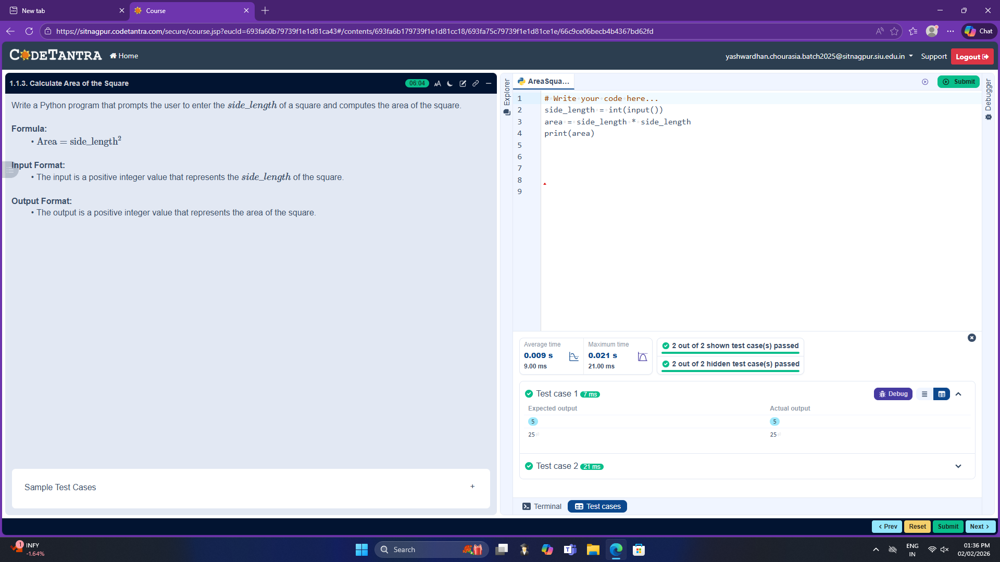 New tab
Course
https://sitnagpur.codetantra.com/secure/course.jsp?eucId=693fa60b79739f1e1d81ca43#/contents/693fa6b179739f1e1d81cc18/693fa75c79739f1e1d81ce1e/66c9ce06becb4b4367bd62fd
Chat
CODETANTRA
Home
yashwardhan.chourasia.batch2025@sitnagpur.siu.edu.in
Support
Logout
1.1.3. Calculate Area of the Square
06:04
Write a Python program that prompts the user to enter the side_length of a square and computes the area of the square.
Formula:
• Area = side_length²
Input Format:
• The input is a positive integer value that represents the side_length of the square.
Output Format:
• The output is a positive integer value that represents the area of the square.
Sample Test Cases
+
Explorer
AreaSqua...
Submit
Debugger
1 # Write your code here...
2 side_length = int(input())
3 area = side_length * side_length
4 print(area)
5
6
7
8
9
Average time
0.009 s
9.00 ms
Maximum time
0.021 s
21.00 ms
2 out of 2 shown test case(s) passed
2 out of 2 hidden test case(s) passed
Test case 1 7 ms
Debug
Expected output
Actual output
5
5
25
25
Test case 2 21 ms
Terminal
Test cases
< Prev
Reset
Submit
Next >
1
INFY
-1.64%
Search
ENG
IN
01:36 PM
02/02/2026